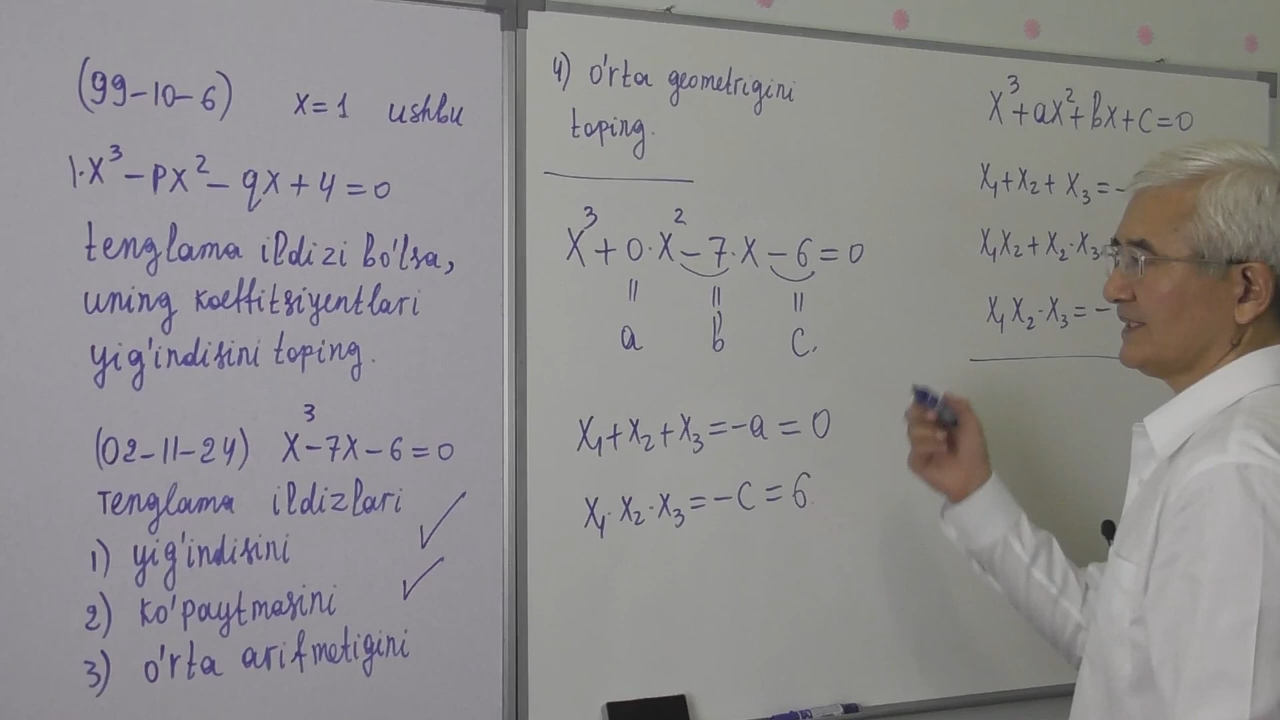 (99-10-6) x=1 ushbu
1·x³-px²-qx+4=0
tenglama ildizi bo'lsa,
uning koeffitsiyentlari
yig'indisini toping.
(02-11-24) x³-7x-6=0
Tenglama ildizlari
1) yig'indisini ✓
2) ko'paytmasini ✓
3) o'rta arifmetigini
4) o'rta geometrigini
toping.
x³+0·x²-7·x-6=0
॥ ॥ ॥
a b c.
x₁+x₂+x₃=-a=0
x₁·x₂·x₃=-c=6
x³+ax²+bx+c=0
x₁+x₂+x₃=-
x₁x₂+x₂·x₃
x₁x₂·x₃=-